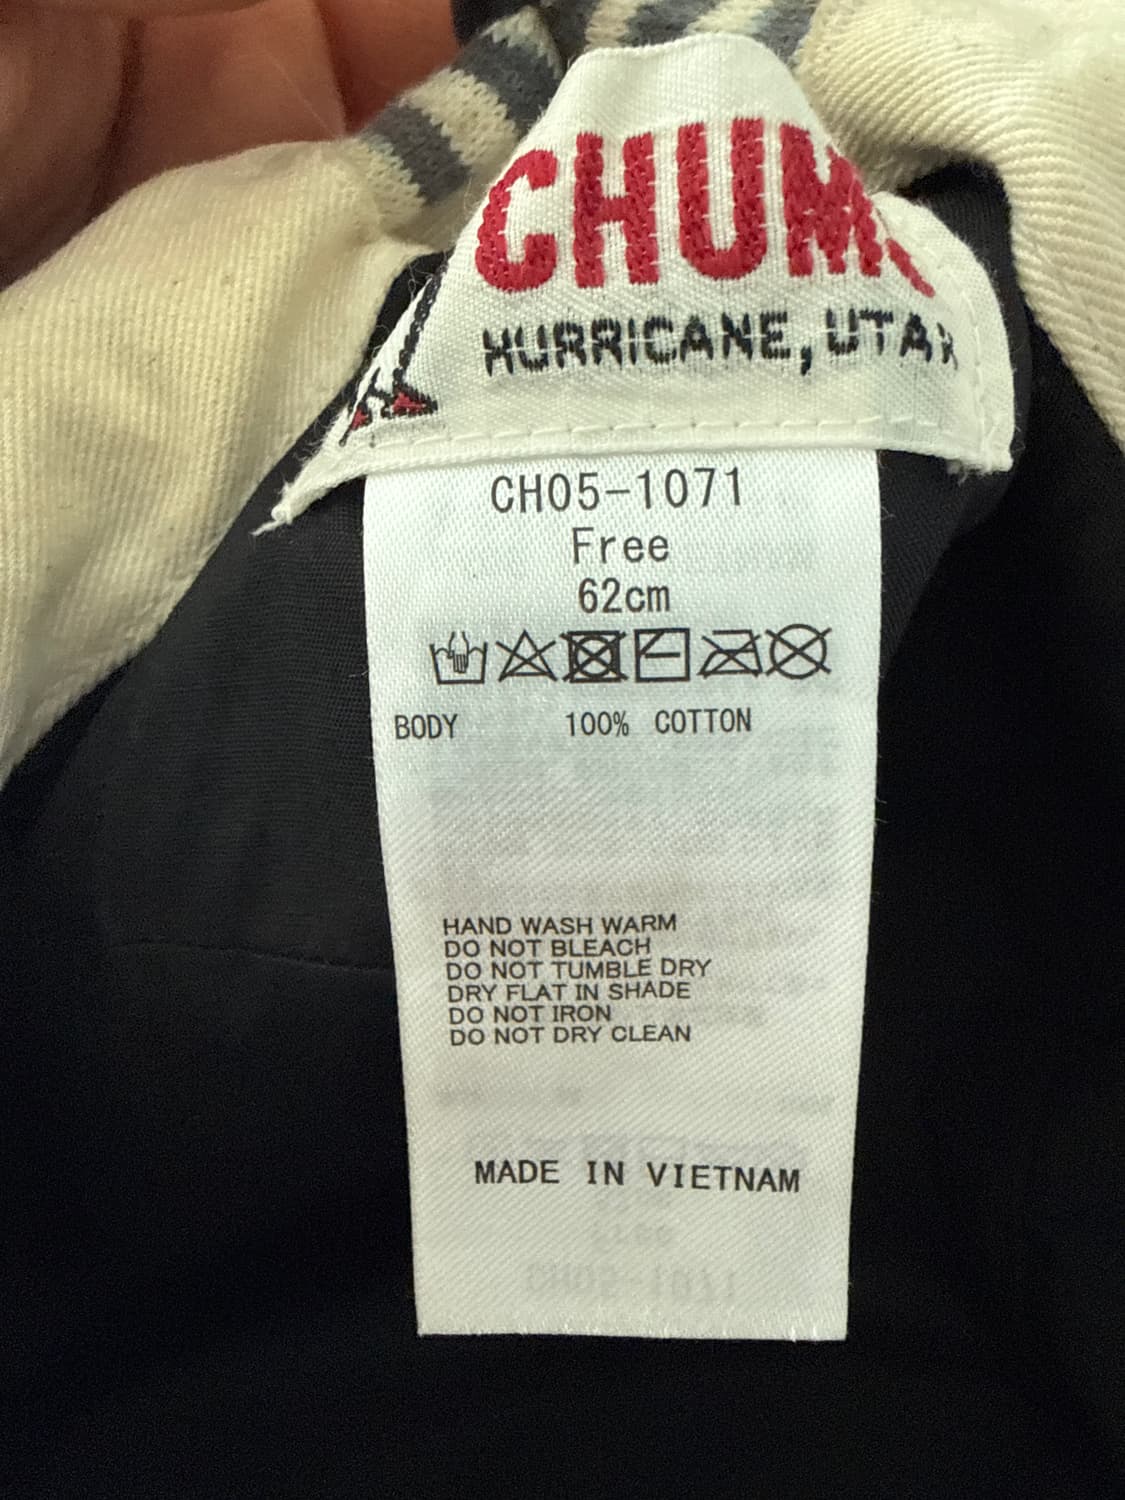 CHUMS
HURRICANE, UTAH
CH05-1071
Free
62cm
BODY 100% COTTON
HAND WASH WARM
DO NOT BLEACH
DO NOT TUMBLE DRY
DRY FLAT IN SHADE
DO NOT IRON
DO NOT DRY CLEAN
MADE IN VIETNAM